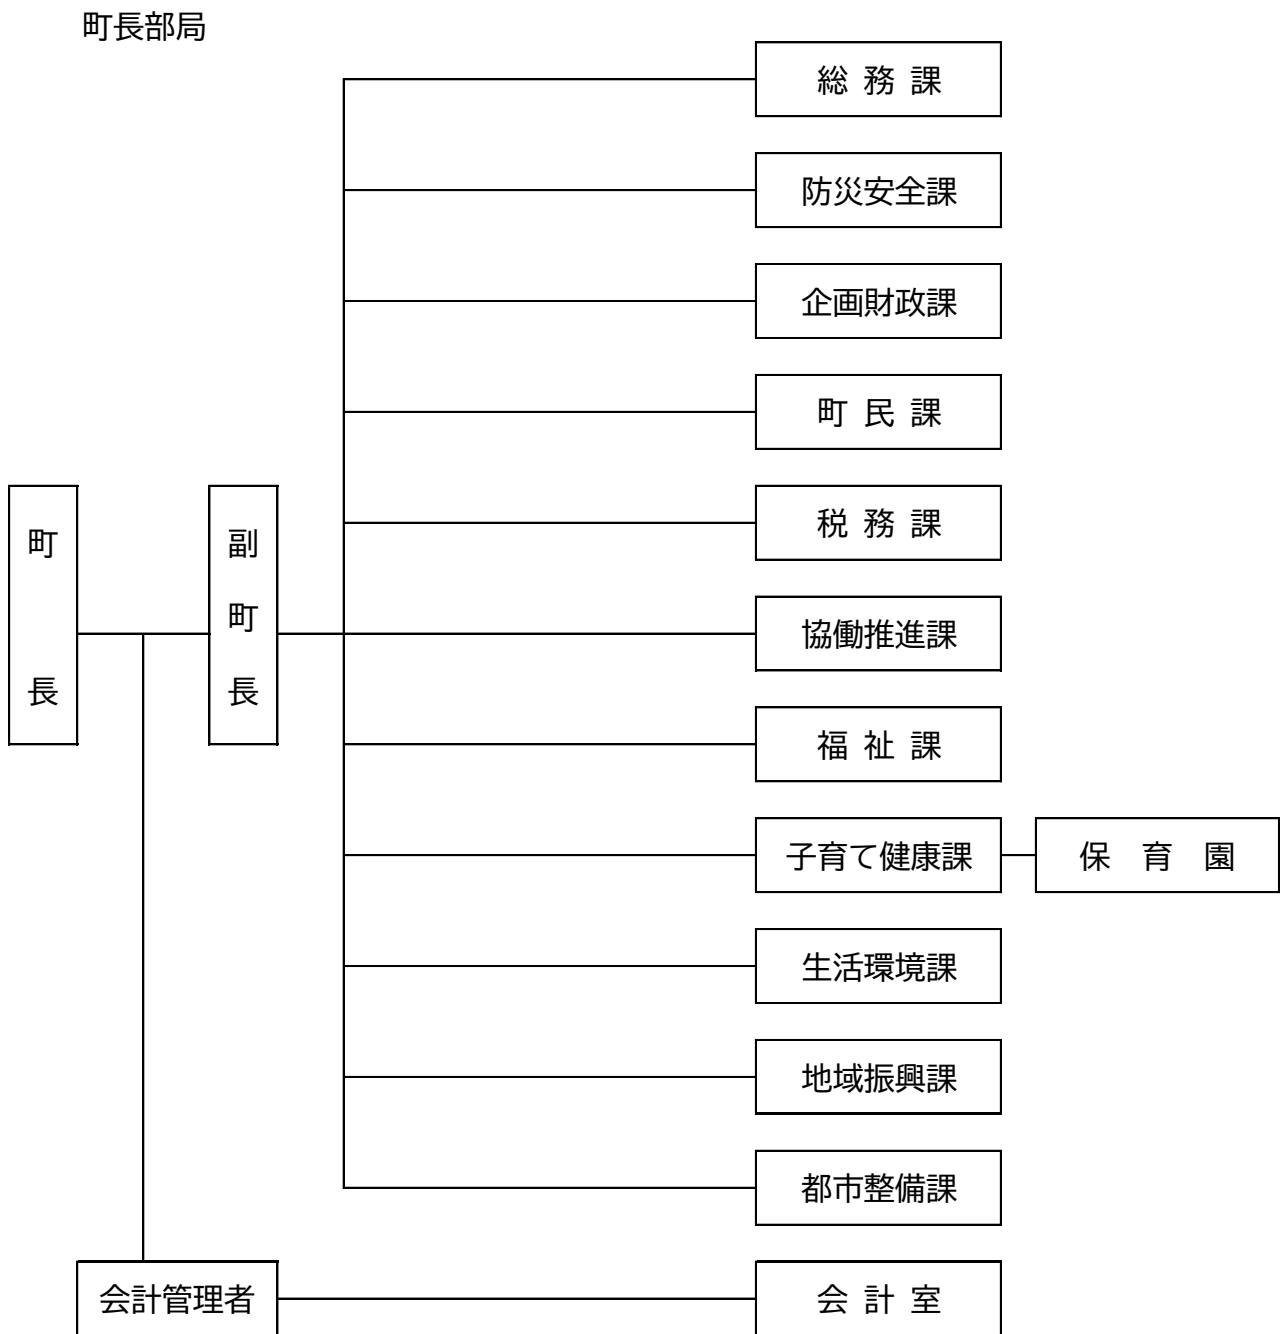 町長部局
総務課
防災安全課
企画財政課
町民課
税務課
町長
副町長
協働推進課
福祉課
子育て健康課
保育園
生活環境課
地域振興課
都市整備課
会計管理者
会計室